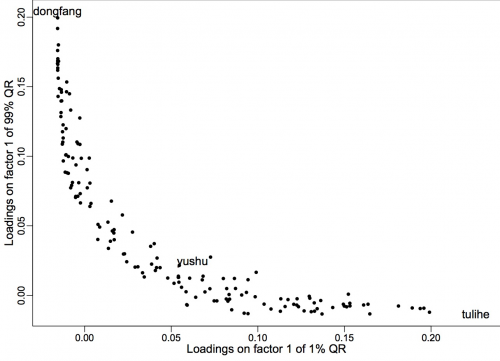 dongfang
0.20
0.15
0.10
0.05
0.00
Loadings on factor 1 of 99% QR
yushu
tulihe
0.00 0.05 0.10 0.15 0.20
Loadings on factor 1 of 1% QR